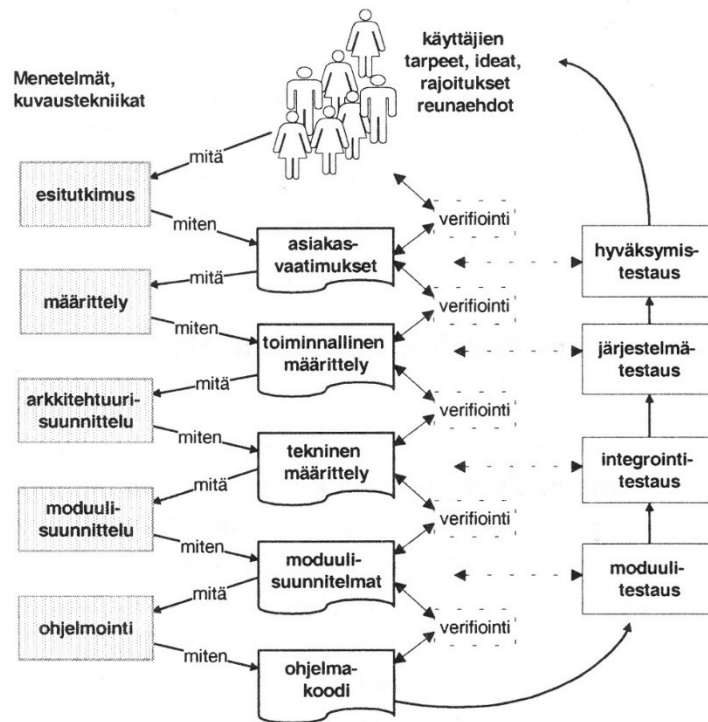 käyttäjien
tarpeet, ideat,
rajoitukset
reunaehdot
Menetelmät,
kuvaustekniikat
mitä
esitutkimus
miten
verifiointi
asiakas-
vaatimukset
hyväksymis-
testaus
mitä
määrittely
verifiointi
miten
toiminnallinen
määrittely
järjestelmä-
testaus
mitä
arkkitehtuuri-
suunnittelu
verifiointi
miten
tekninen
määrittely
integrointi-
testaus
mitä
moduuli-
suunnittelu
verifiointi
miten
moduuli-
suunnitelmat
moduuli-
testaus
mitä
ohjelmointi
verifiointi
miten
ohjelma-
koodi